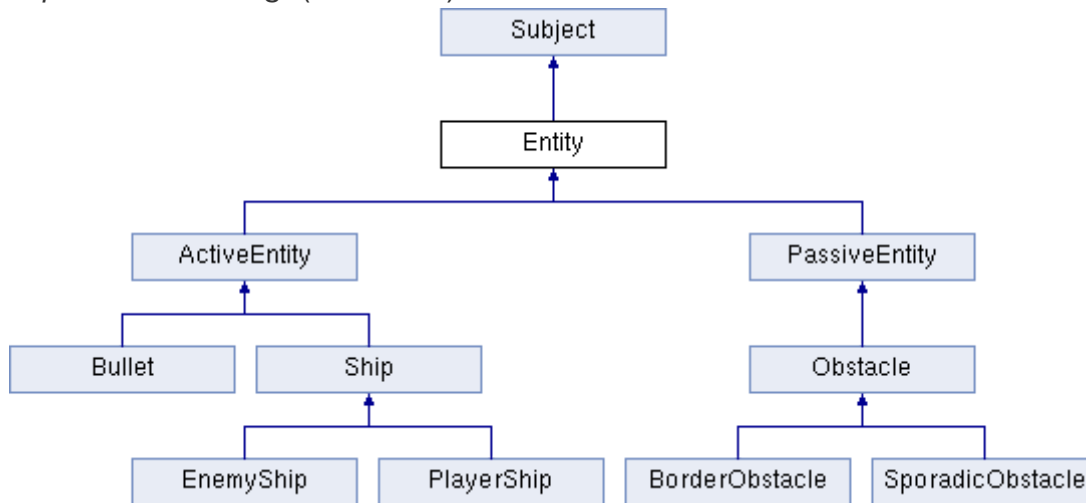 Subject
Entity
ActiveEntity
PassiveEntity
Bullet
Ship
Obstacle
EnemyShip
PlayerShip
BorderObstacle
SporadicObstacle